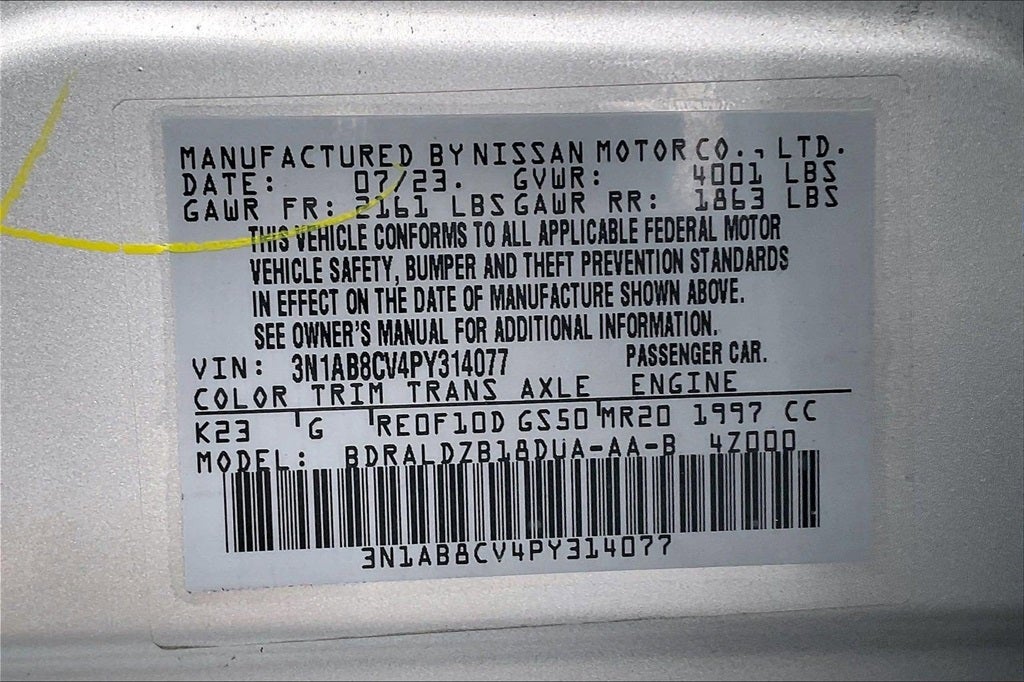 MANUFACTURED BY NISSAN MOTOR CO., LTD.
DATE: 07/23. GVWR: 4001 LBS
GAWR FR: 2161 LBS GAWR RR: 1863 LBS
THIS VEHICLE CONFORMS TO ALL APPLICABLE FEDERAL MOTOR
VEHICLE SAFETY, BUMPER AND THEFT PREVENTION STANDARDS
IN EFFECT ON THE DATE OF MANUFACTURE SHOWN ABOVE.
SEE OWNER'S MANUAL FOR ADDITIONAL INFORMATION.
VIN: 3N1AB8CV4PY314077 PASSENGER CAR.
COLOR TRIM TRANS AXLE ENGINE
K23 G RE0F10D GS50 MR20 1997 CC
MODEL: BDRALDZB18DUA-AA-B 4Z000
3N1AB8CV4PY314077